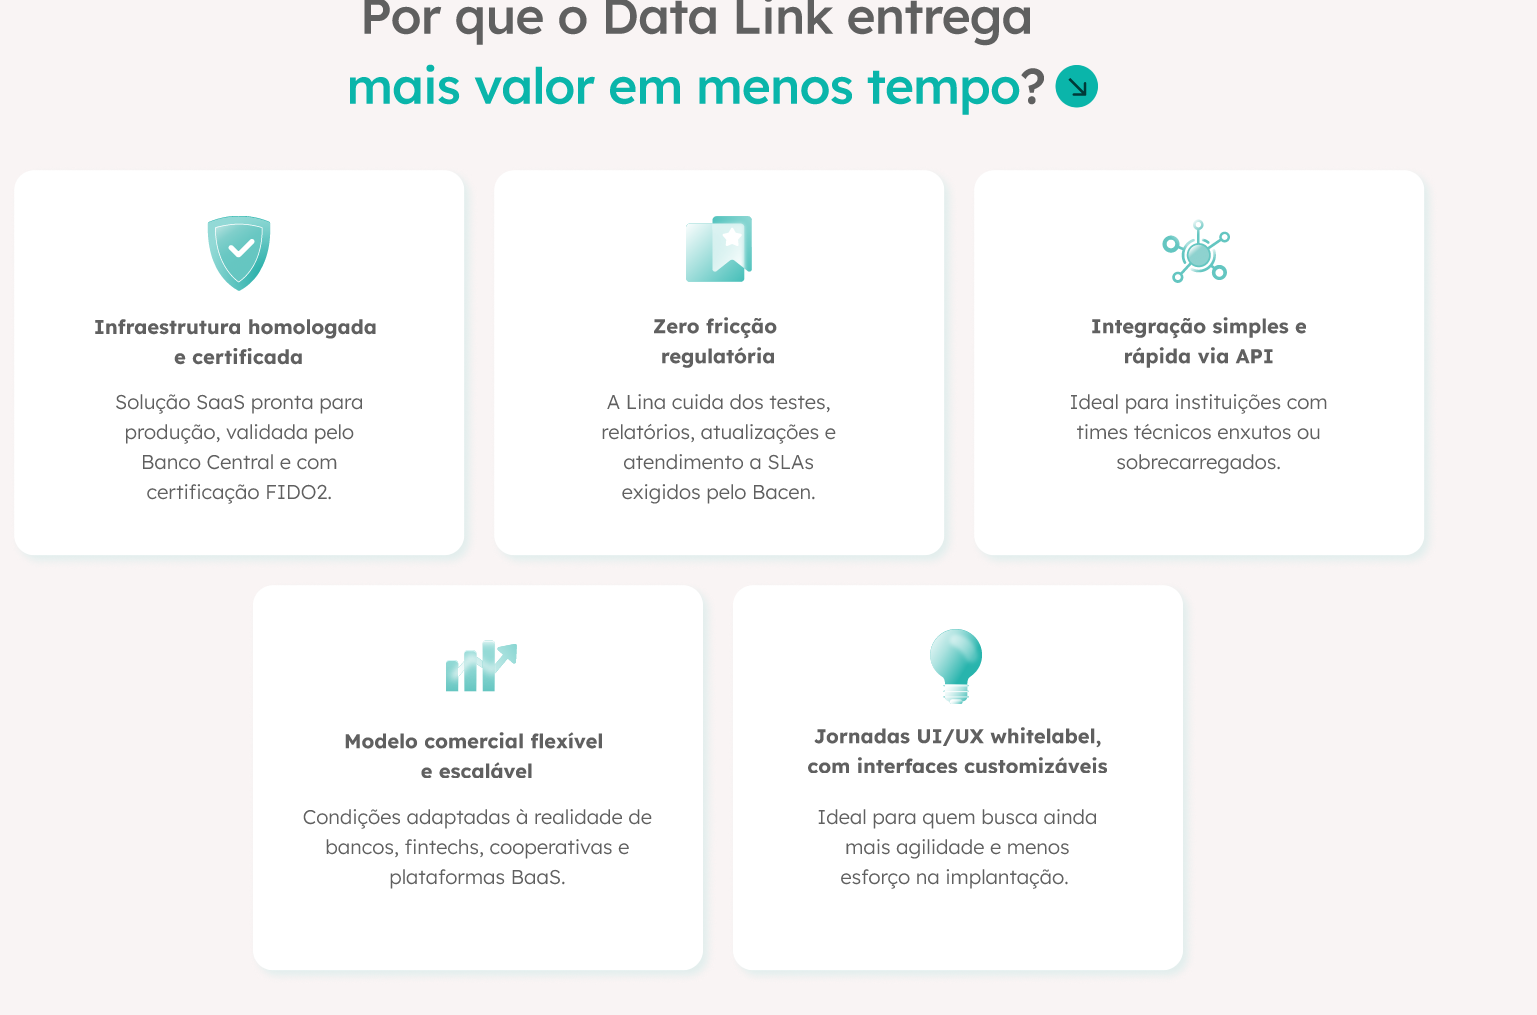 Por que o Data Link entrega
mais valor em menos tempo?
Infraestrutura homologada
e certificada
Solução SaaS pronta para
produção, validada pelo
Banco Central e com
certificação FIDO2.
Zero fricção
regulatória
A Lina cuida dos testes,
relatórios, atualizações e
atendimento a SLAs
exigidos pelo Bacen.
Integração simples e
rápida via API
Ideal para instituições com
times técnicos enxutos ou
sobrecarregados.
Modelo comercial flexível
e escalável
Condições adaptadas à realidade de
bancos, fintechs, cooperativas e
plataformas BaaS.
Jornadas UI/UX whitelabel,
com interfaces customizáveis
Ideal para quem busca ainda
mais agilidade e menos
esforço na implantação.